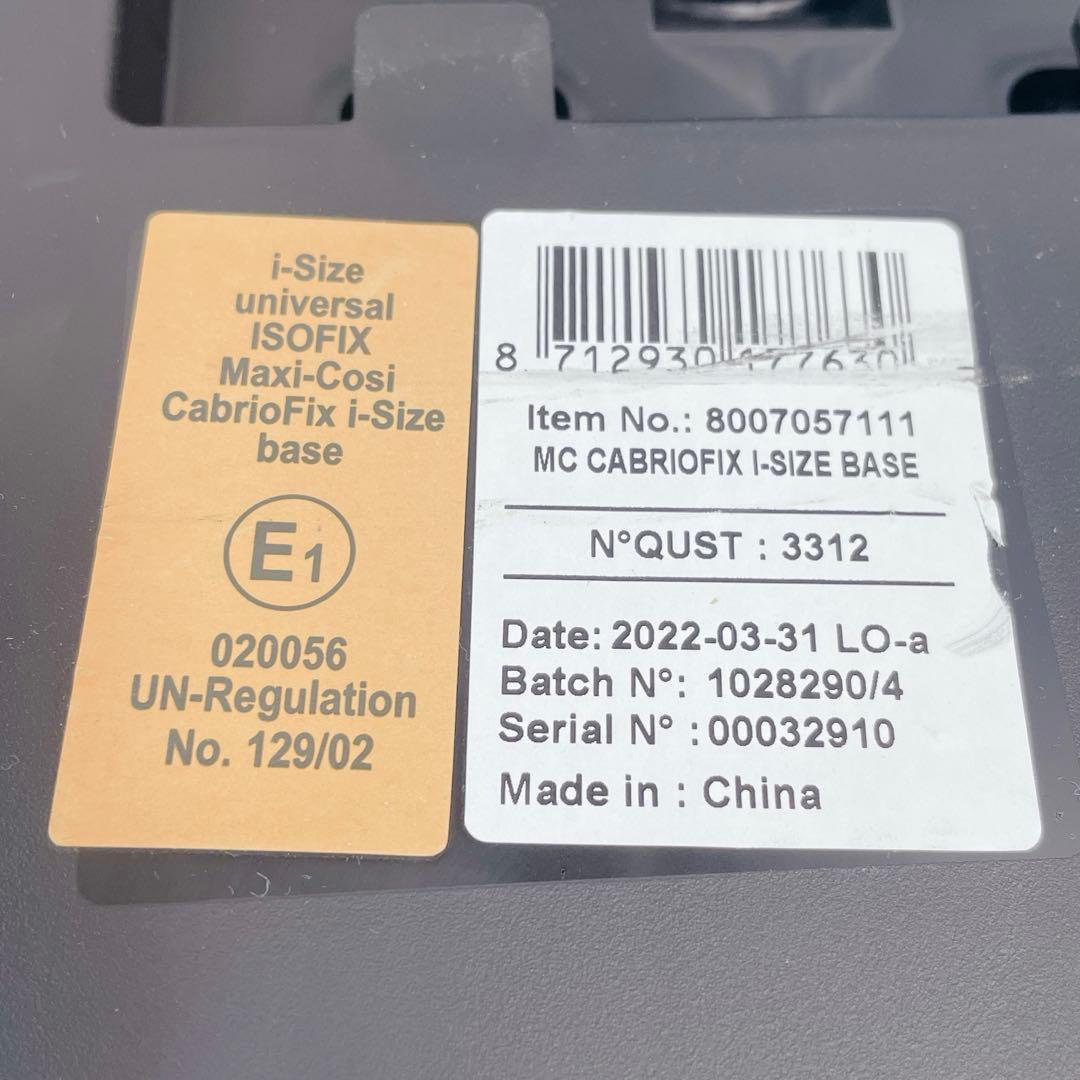 i-Size
universal
ISOFIX
Maxi-Cosi
CabrioFix i-Size
base
E1
020056
UN-Regulation
No. 129/02
8 712930 177630
Item No.: 8007057111
MC CABRIOFIX I-SIZE BASE
N°QUST : 3312
Date: 2022-03-31 LO-a
Batch N°: 1028290/4
Serial N° : 00032910
Made in : China